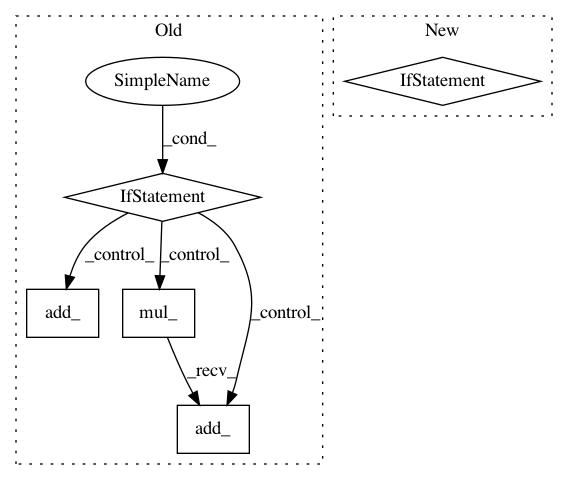 Old
New
SimpleName
IfStatement
_cond_
IfStatement
_control_
_control_
_control_
add_
mul_
_recv_
add_